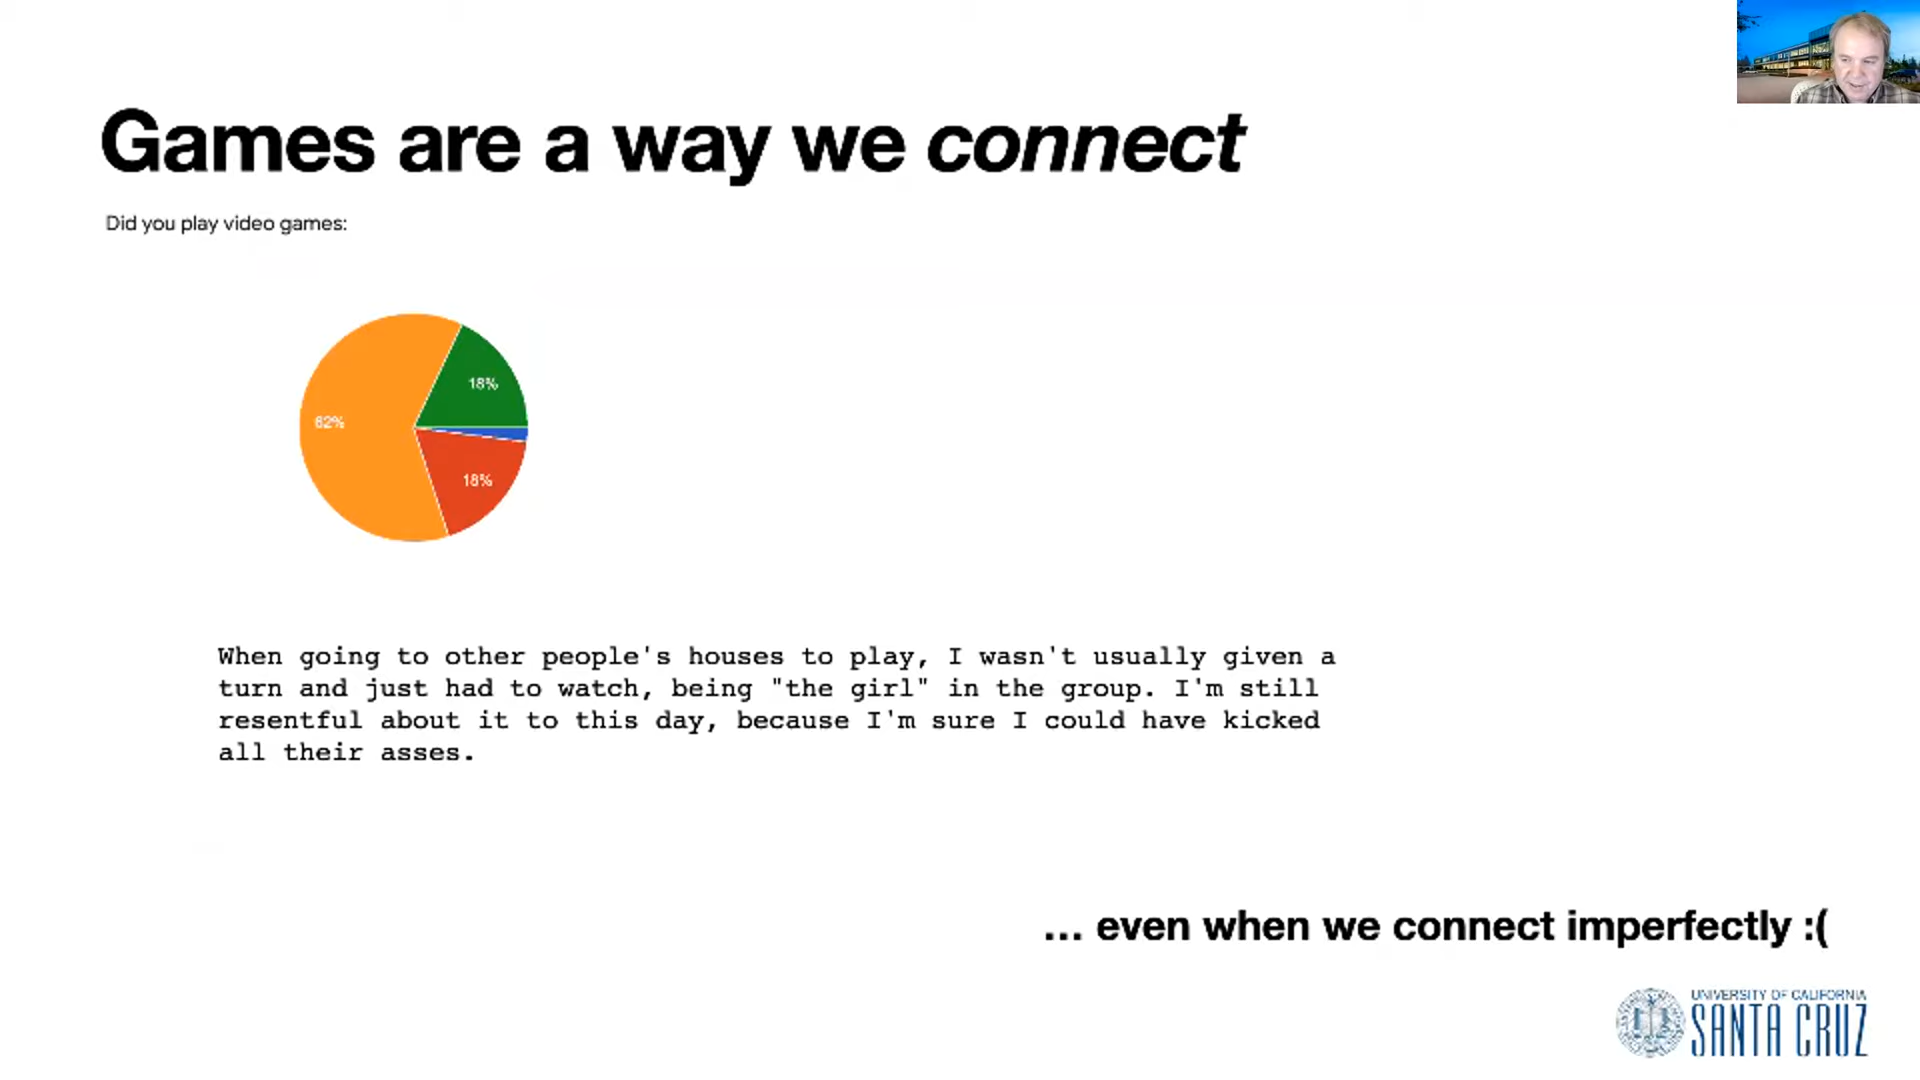 Games are a way we connect
Did you play video games:
18%
62%
18%
When going to other people's houses to play, I wasn't usually given a
turn and just had to watch, being "the girl" in the group. I'm still
resentful about it to this day, because I'm sure I could have kicked
all their asses.
... even when we connect imperfectly :(
UNIVERSITY OF CALIFORNIA
SANTA CRUZ